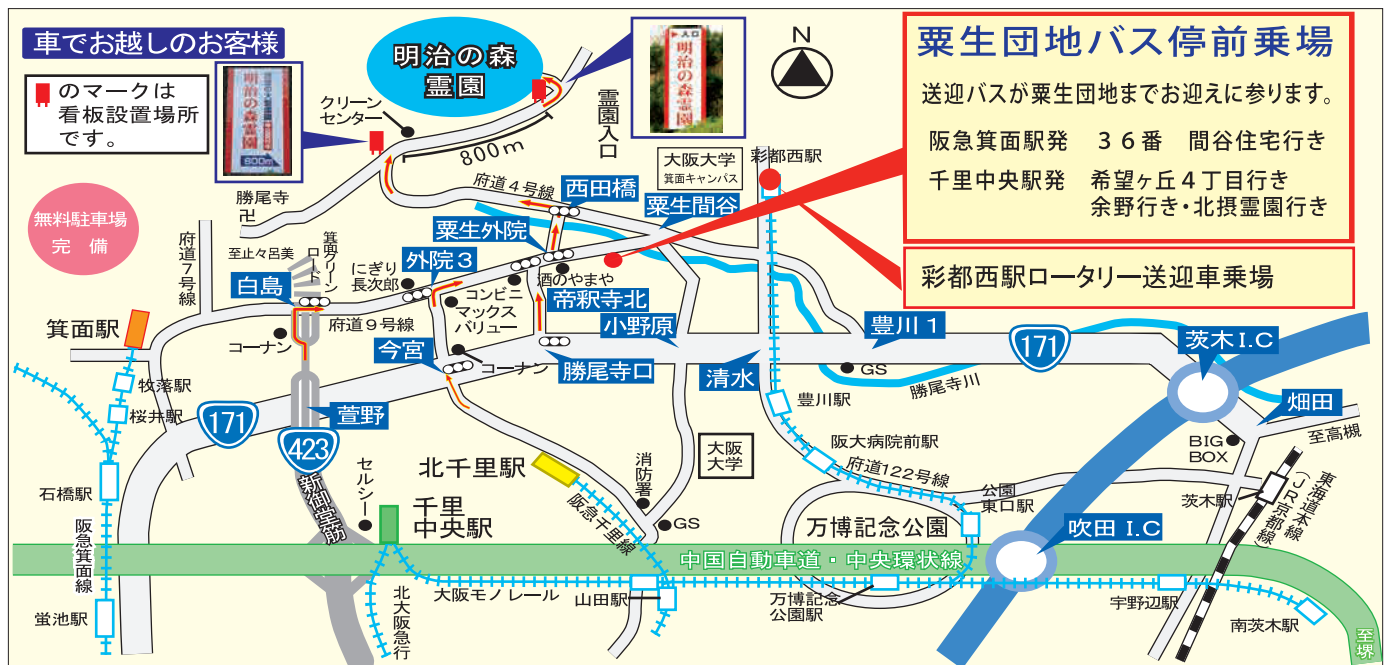 車でお越しのお客様
のマークは
看板設置場所
です。
明治の森霊園
800m
明治の森
霊園
入口
明治の森霊園
N
粟生団地バス停前乗場
送迎バスが粟生団地までお迎えに参ります。
阪急箕面駅発 36番 間谷住宅行き
千里中央駅発 希望ヶ丘4丁目行き
余野行き・北摂霊園行き
彩都西駅ロータリー送迎車乗場
無料駐車場
完備
クリーン
センター
800m
霊園入口
大阪大学
箕面キャンパス
彩都西駅
勝尾寺
卍
府道4号線
西田橋
粟生間谷
粟生外院
府道7号線
至止々呂美
箕面グリーン
ロード
にぎり
長次郎
外院3
酒のやまや
白島
コンビニ
マックス
バリュー
帝釈寺北
府道9号線
箕面駅
コーナン
今宮
コーナン
勝尾寺口
小野原
清水
豊川1
171
茨木I.C
GS
勝尾寺川
牧落駅
桜井駅
171
萱野
423
新御堂筋
豊川駅
畑田
至高槻
BIG
BOX
石橋駅
阪急箕面線
セルシー
千里
中央駅
北千里駅
阪急千里線
消防署
GS
大阪
大学
阪大病院前駅
府道122号線
公園
東口駅
万博記念公園
茨木駅
東海道本線
(JR京都線)
吹田I.C
中国自動車道・中央環状線
蛍池駅
北大阪急行
大阪モノレール
山田駅
万博記念
公園駅
宇野辺駅
南茨木駅
至堺